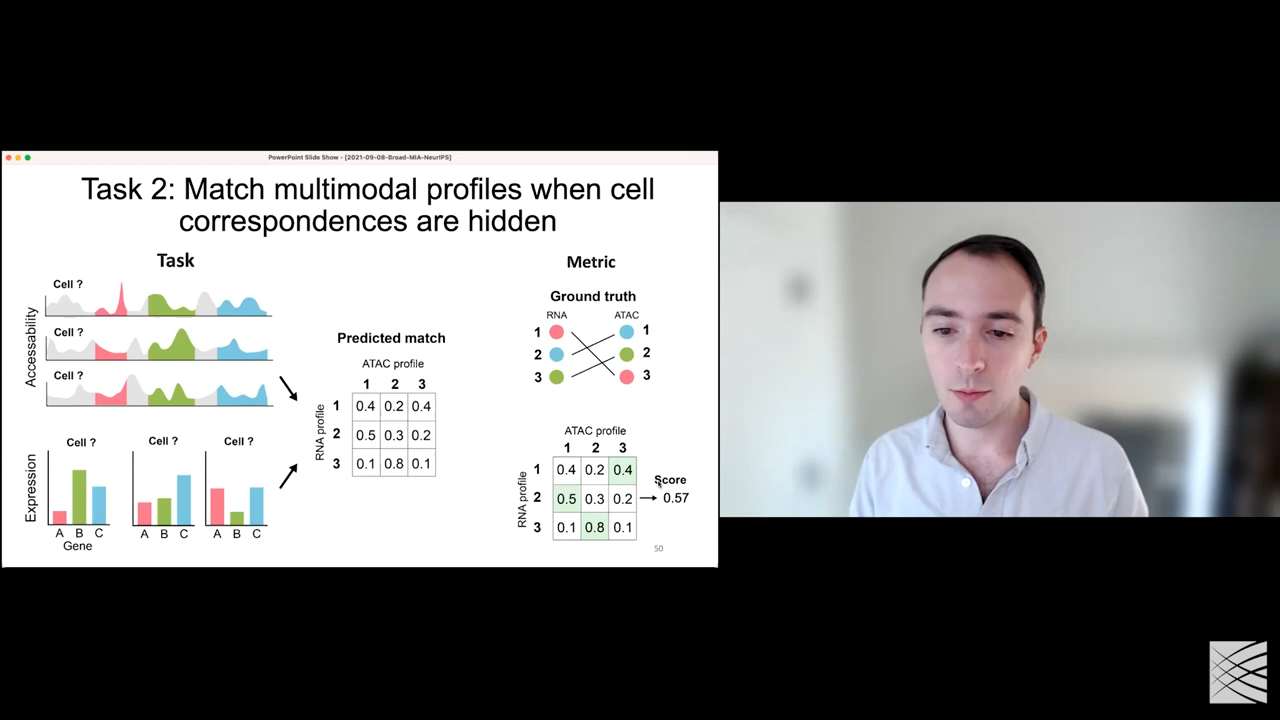 PowerPoint Slide Show - [2021-09-08-Broad-MIA-NeurIPS]
Task 2: Match multimodal profiles when cell
correspondences are hidden
Task
Cell ?
Cell ?
Cell ?
Accessability
Expression
Cell ?
Cell ?
Cell ?
A B C
A B C
A B C
Gene
Predicted match
ATAC profile
1 2 3
RNA profile
1 0.4 0.2 0.4
2 0.5 0.3 0.2
3 0.1 0.8 0.1
Metric
Ground truth
RNA ATAC
1 1
2 2
3 3
ATAC profile
1 2 3
RNA profile
1 0.4 0.2 0.4
2 0.5 0.3 0.2
3 0.1 0.8 0.1
Score
0.57
50